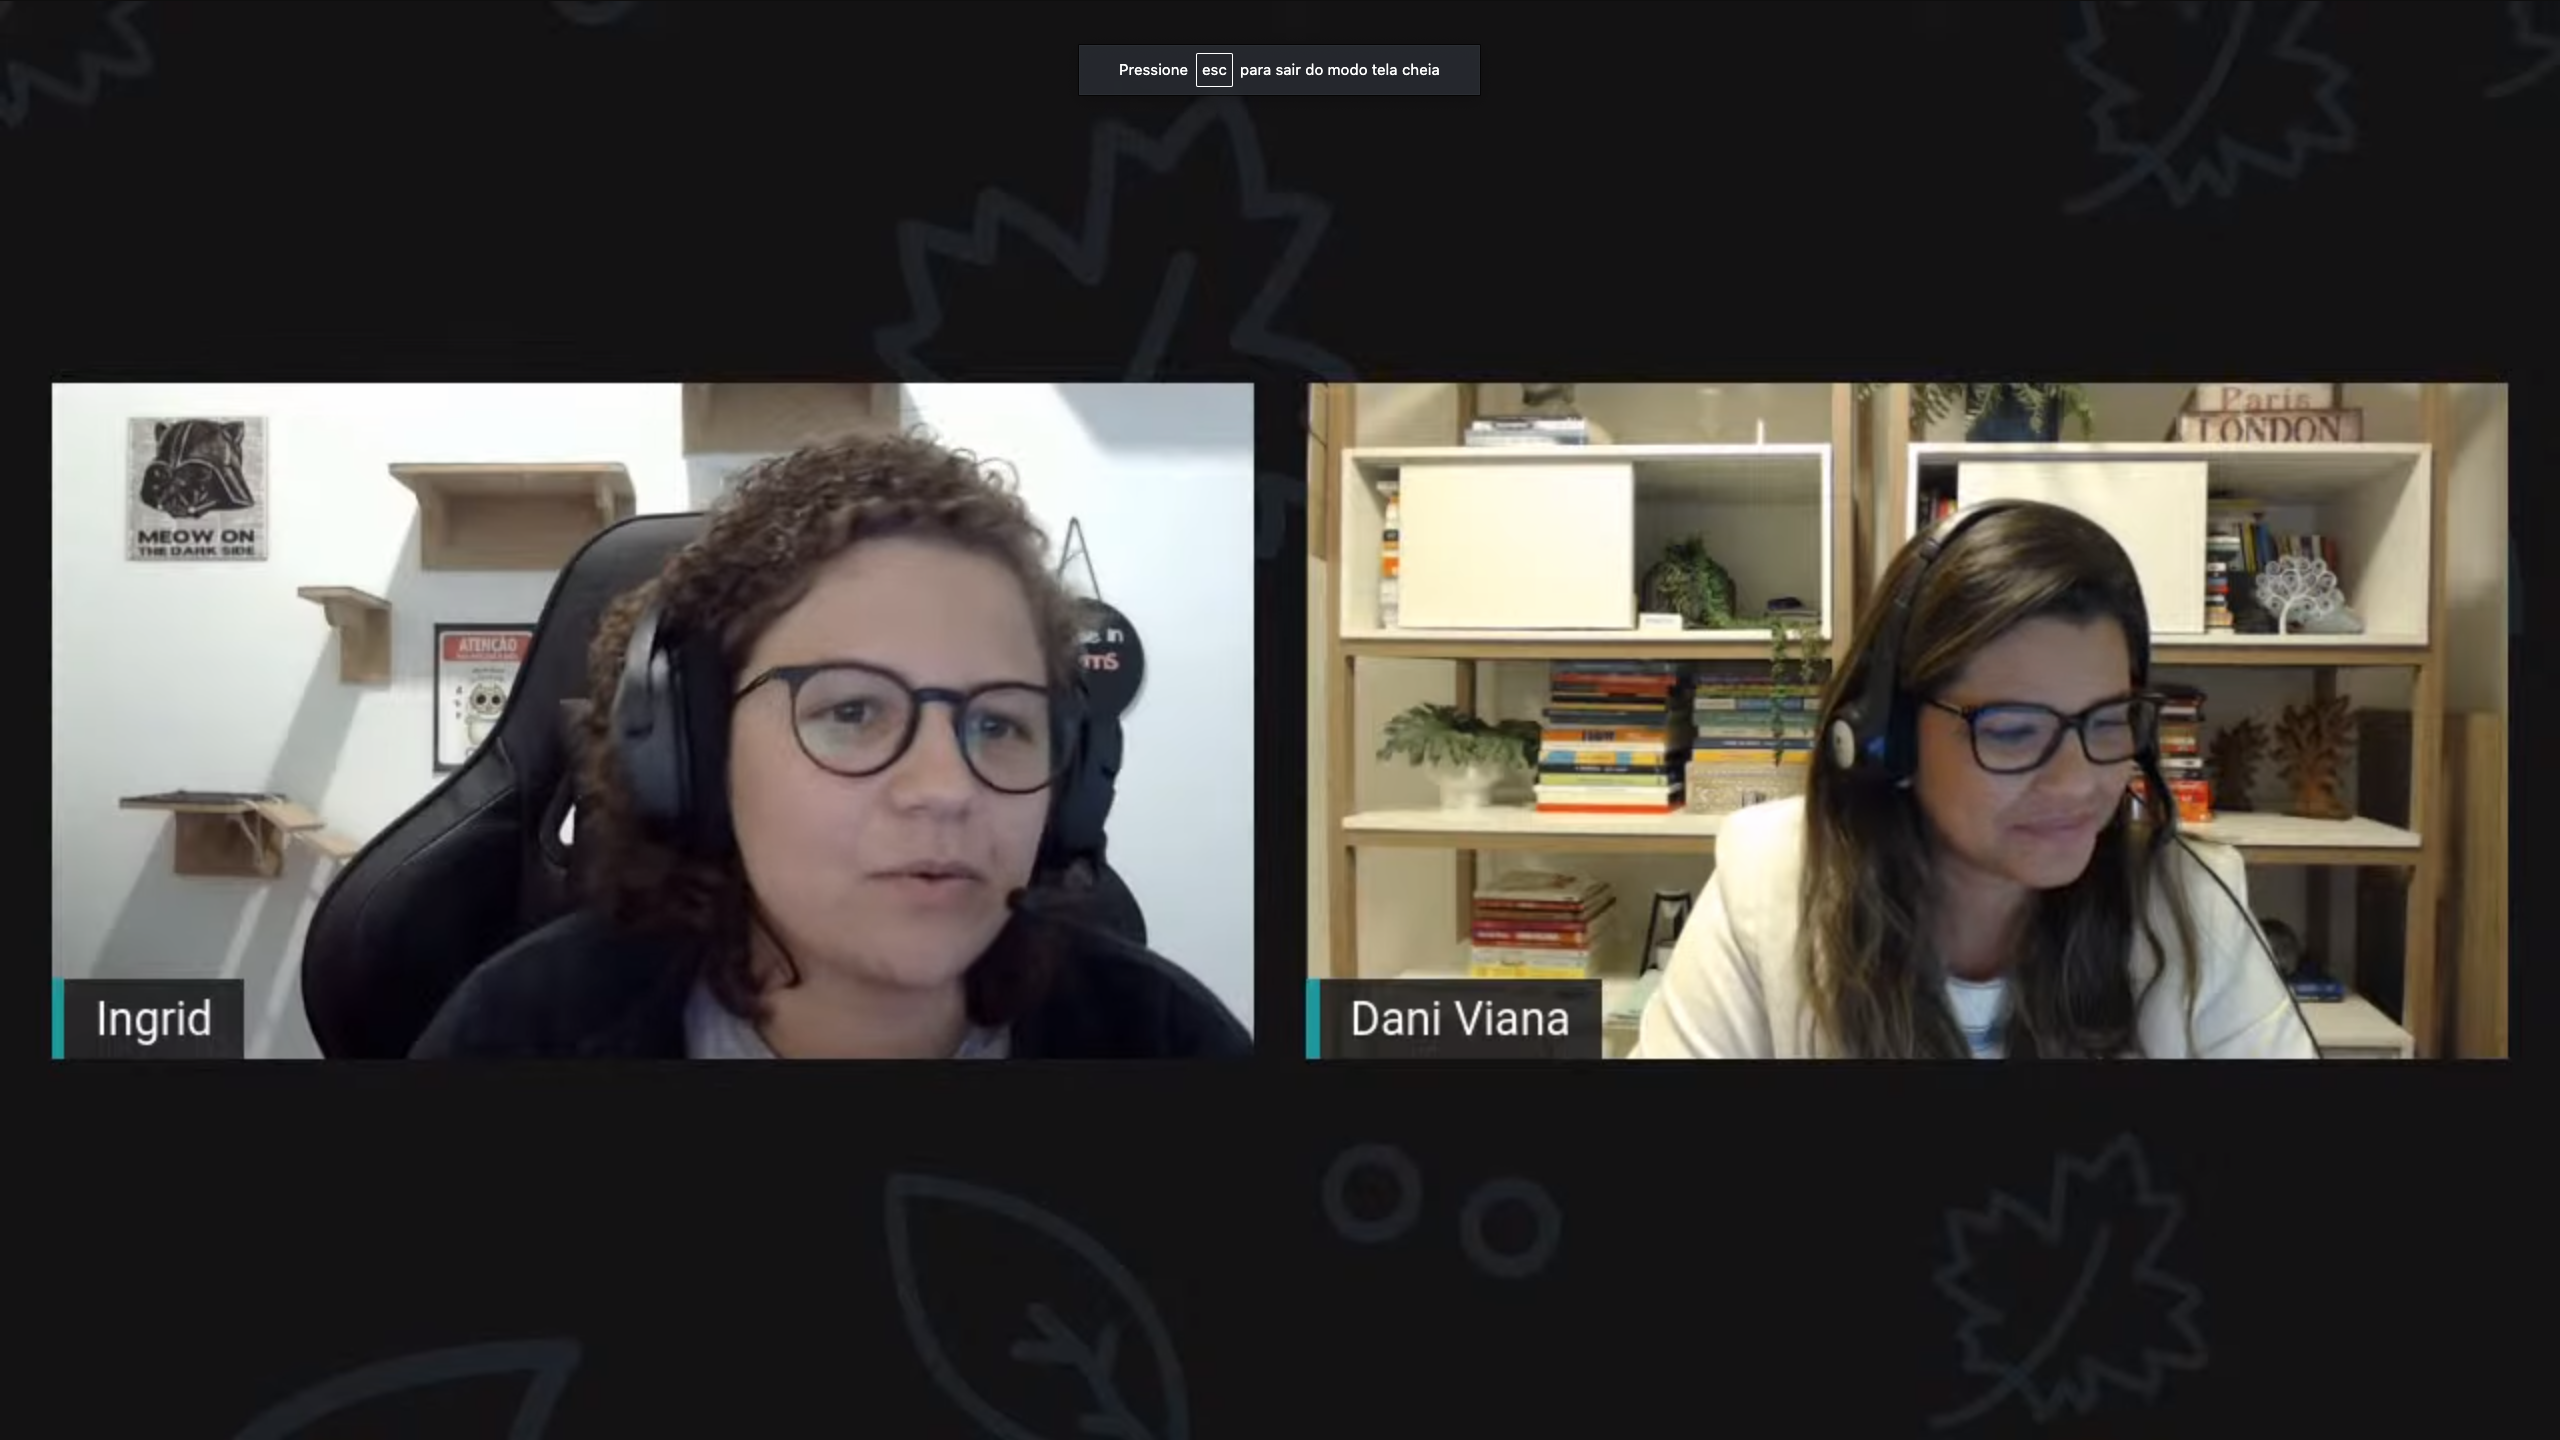 Pressione esc para sair do modo tela cheia
MEOW ON
THE DARK SIDE
ATENÇÃO
Paris
LONDON
Ingrid
Dani Viana